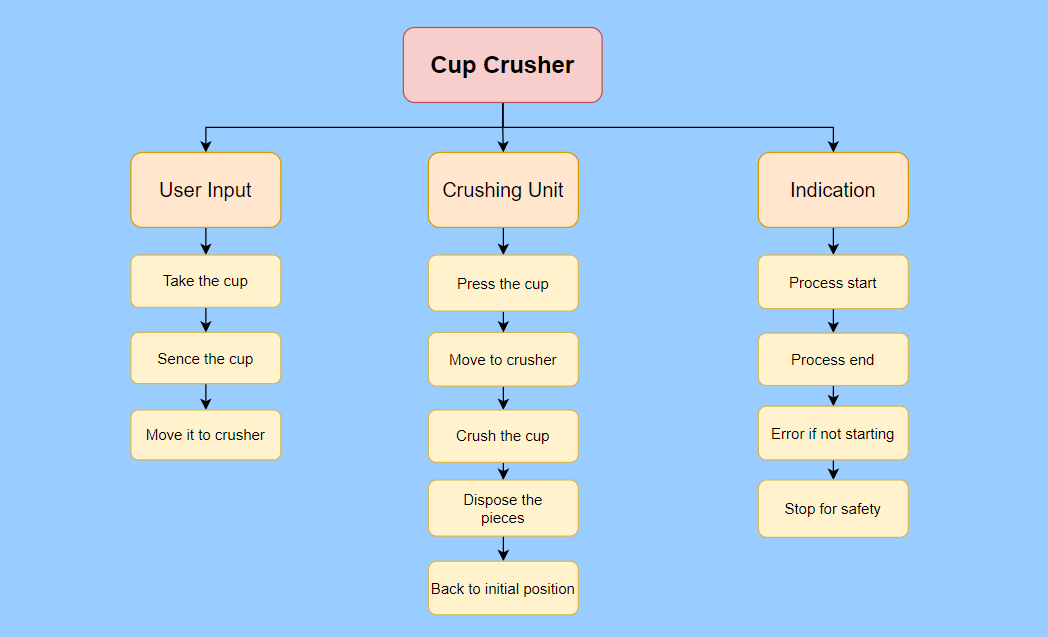 Cup Crusher
User Input
Crushing Unit
Indication
Take the cup
Sence the cup
Move it to crusher
Press the cup
Move to crusher
Crush the cup
Dispose the
pieces
Back to initial position
Process start
Process end
Error if not starting
Stop for safety